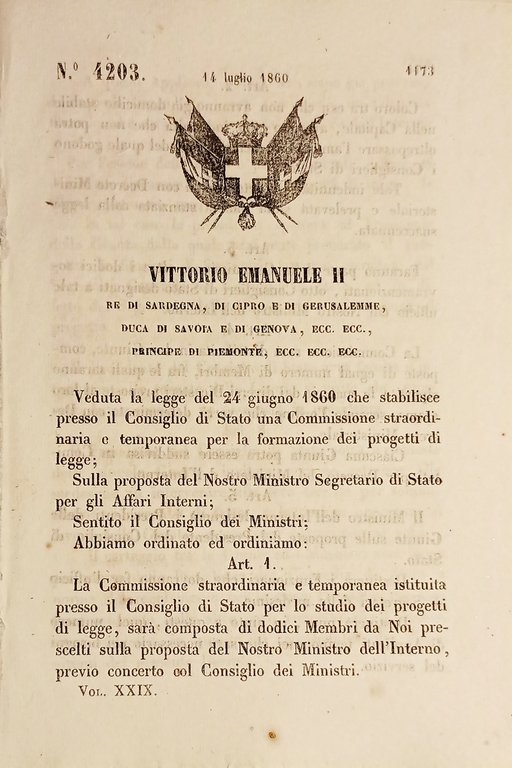 N.° 4203.
14 luglio 1860
1173
VITTORIO EMANUELE II
RE DI SARDEGNA, DI CIPRO E DI GERUSALEMME,
DUCA DI SAVOIA E DI GENOVA, ECC. ECC.,
PRINCIPE DI PIEMONTE, ECC. ECC. ECC.
Veduta la legge del 24 giugno 1860 che stabilisce
presso il Consiglio di Stato una Commissione straordi-
naria e temporanea per la formazione dei progetti di
legge;
Sulla proposta del Nostro Ministro Segretario di Stato
per gli Affari Interni;
Sentito il Consiglio dei Ministri;
Abbiamo ordinato ed ordiniamo:
Art. 1.
La Commissione straordinaria e temporanea istituita
presso il Consiglio di Stato per lo studio dei progetti
di legge, sarà composta di dodici Membri da Noi pre-
scelti sulla proposta del Nostro Ministro dell'Interno,
previo concerto col Consiglio dei Ministri.
VOL. XXIX.